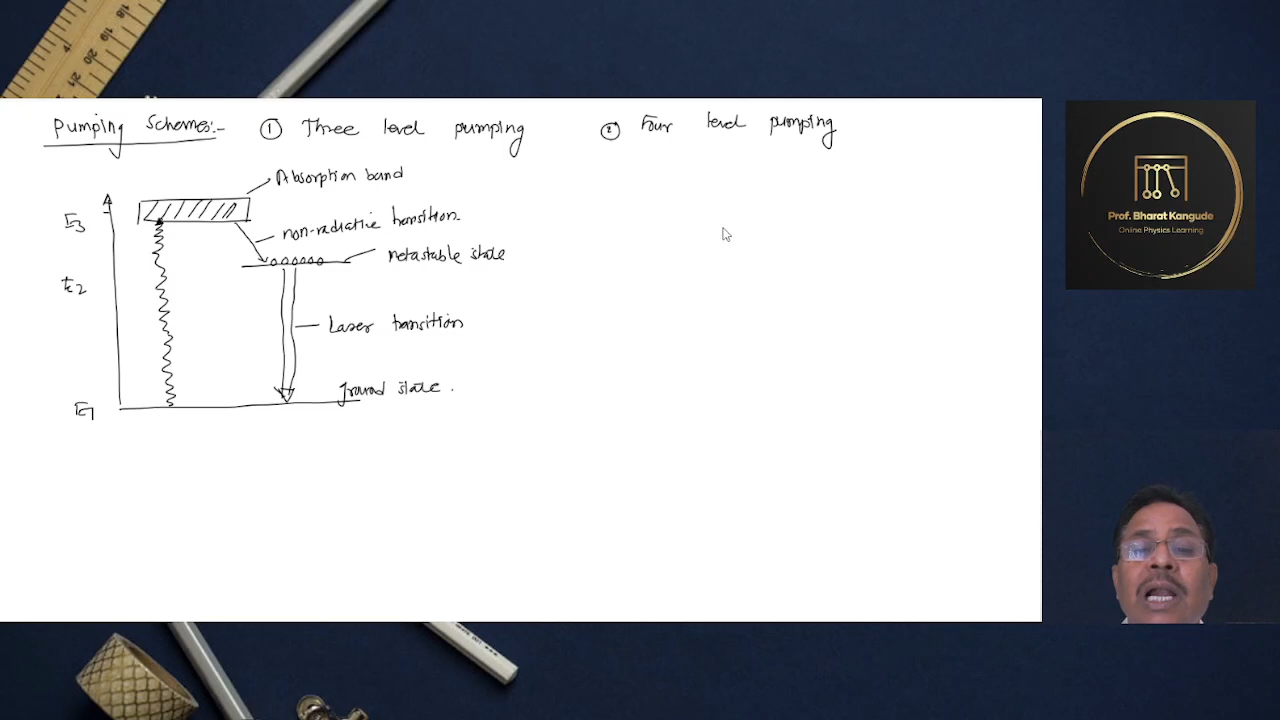 Pumping Schemes:-
① Three level pumping
② Four level pumping
Absorption band
E3
non-radiative transition.
metastable state
E2
Laser transition
ground state.
E1
Prof. Bharat Kangude
Online Physics Learning